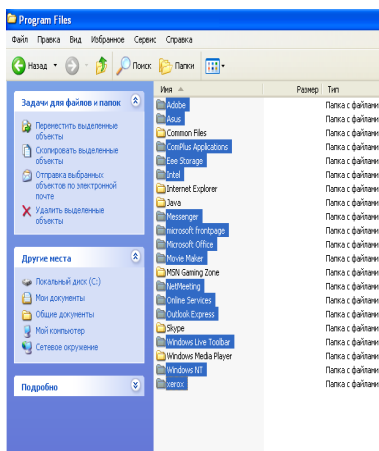 Program Files
Файл Правка Вид Избранное Сервис Справка
Назад Поиск Папки
Имя Размер Тип
Задачи для файлов и папок
Переместить выделенные
объекты
Скопировать выделенные
объекты
Отправка выбранных
объектов по электронной
почте
Удалить выделенные
объекты
Другие места
Локальный диск (C:)
Мои документы
Общие документы
Мой компьютер
Сетевое окружение
Подробно
Adobe Папка с файлами
Asus Папка с файлами
Common Files Папка с файлами
ComPlus Applications Папка с файлами
Eee Storage Папка с файлами
Intel Папка с файлами
Internet Explorer Папка с файлами
Java Папка с файлами
Messenger Папка с файлами
microsoft frontpage Папка с файлами
Microsoft Office Папка с файлами
Movie Maker Папка с файлами
MSN Gaming Zone Папка с файлами
NetMeeting Папка с файлами
Online Services Папка с файлами
Outlook Express Папка с файлами
Skype Папка с файлами
Windows Live Toolbar Папка с файлами
Windows Media Player Папка с файлами
Windows NT Папка с файлами
xerox Папка с файлами